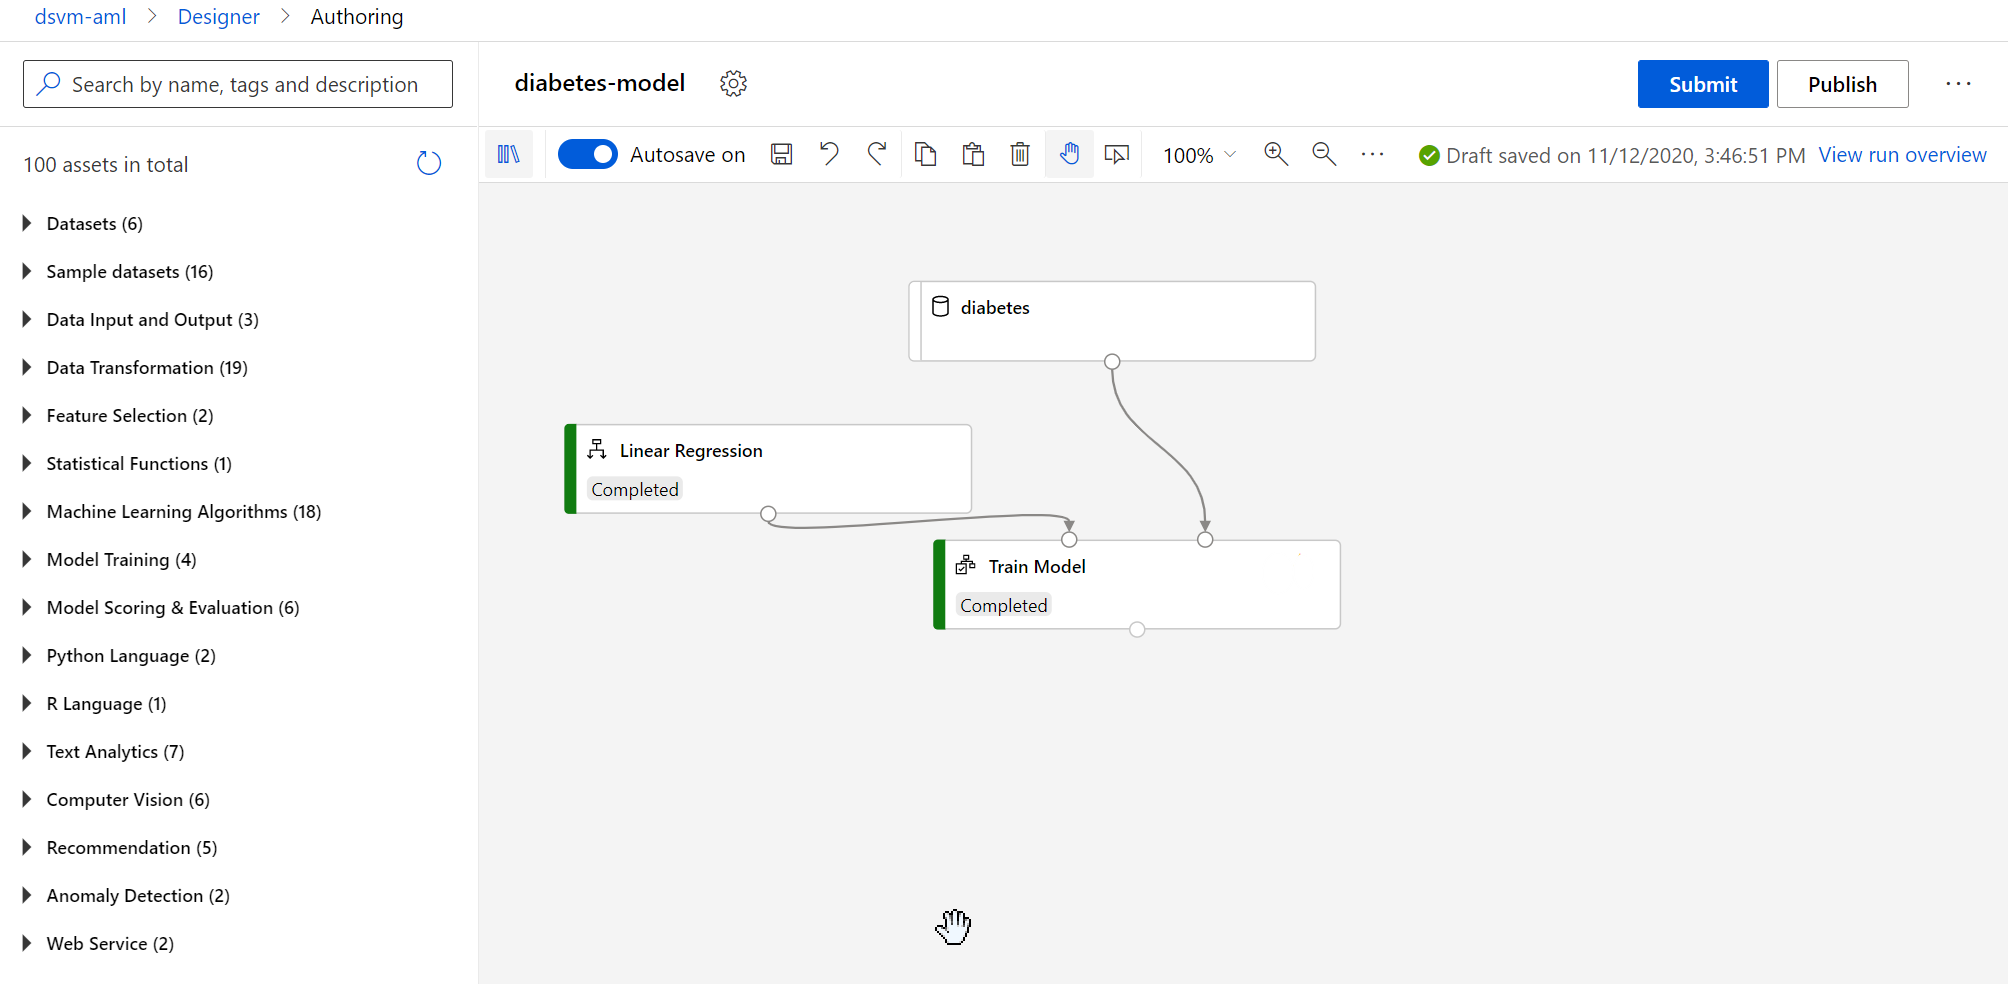 dsvm-aml > Designer > Authoring
Search by name, tags and description
diabetes-model
Submit
Publish
100 assets in total
Autosave on
100%
Draft saved on 11/12/2020, 3:46:51 PM
View run overview
Datasets (6)
Sample datasets (16)
Data Input and Output (3)
Data Transformation (19)
Feature Selection (2)
Statistical Functions (1)
Machine Learning Algorithms (18)
Model Training (4)
Model Scoring & Evaluation (6)
Python Language (2)
R Language (1)
Text Analytics (7)
Computer Vision (6)
Recommendation (5)
Anomaly Detection (2)
Web Service (2)
diabetes
Linear Regression
Completed
Train Model
Completed